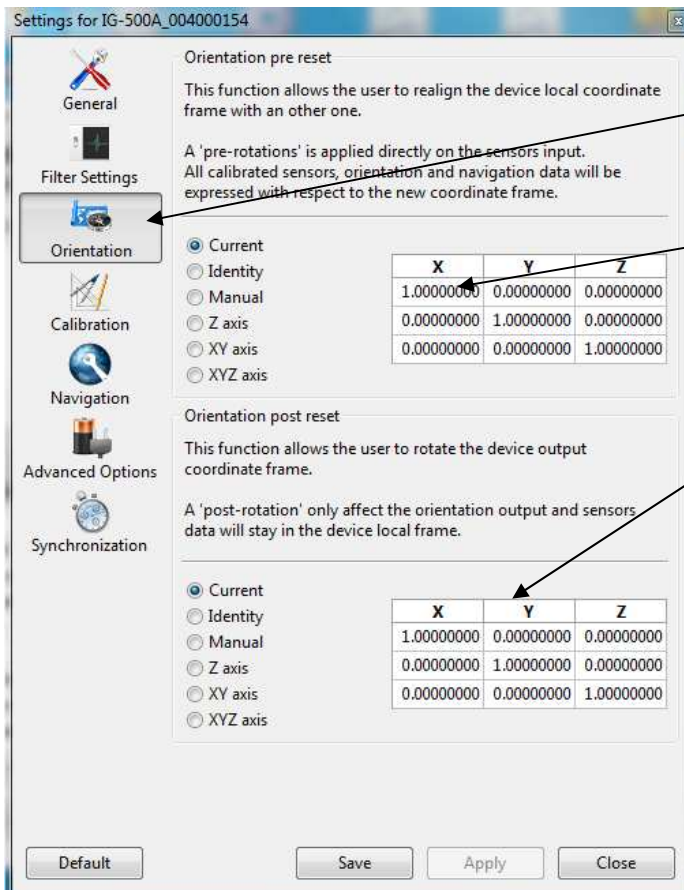 Settings for IG-500A_004000154
General
Filter Settings
Orientation
Calibration
Navigation
Advanced Options
Synchronization
Orientation pre reset
This function allows the user to realign the device local coordinate
frame with an other one.
A 'pre-rotations' is applied directly on the sensors input.
All calibrated sensors, orientation and navigation data will be
expressed with respect to the new coordinate frame.
Current
Identity
Manual
Z axis
XY axis
XYZ axis
X Y Z
1.00000000 0.00000000 0.00000000
0.00000000 1.00000000 0.00000000
0.00000000 0.00000000 1.00000000
Orientation post reset
This function allows the user to rotate the device output
coordinate frame.
A 'post-rotation' only affect the orientation output and sensors
data will stay in the device local frame.
Current
Identity
Manual
Z axis
XY axis
XYZ axis
X Y Z
1.00000000 0.00000000 0.00000000
0.00000000 1.00000000 0.00000000
0.00000000 0.00000000 1.00000000
Default Save Apply Close